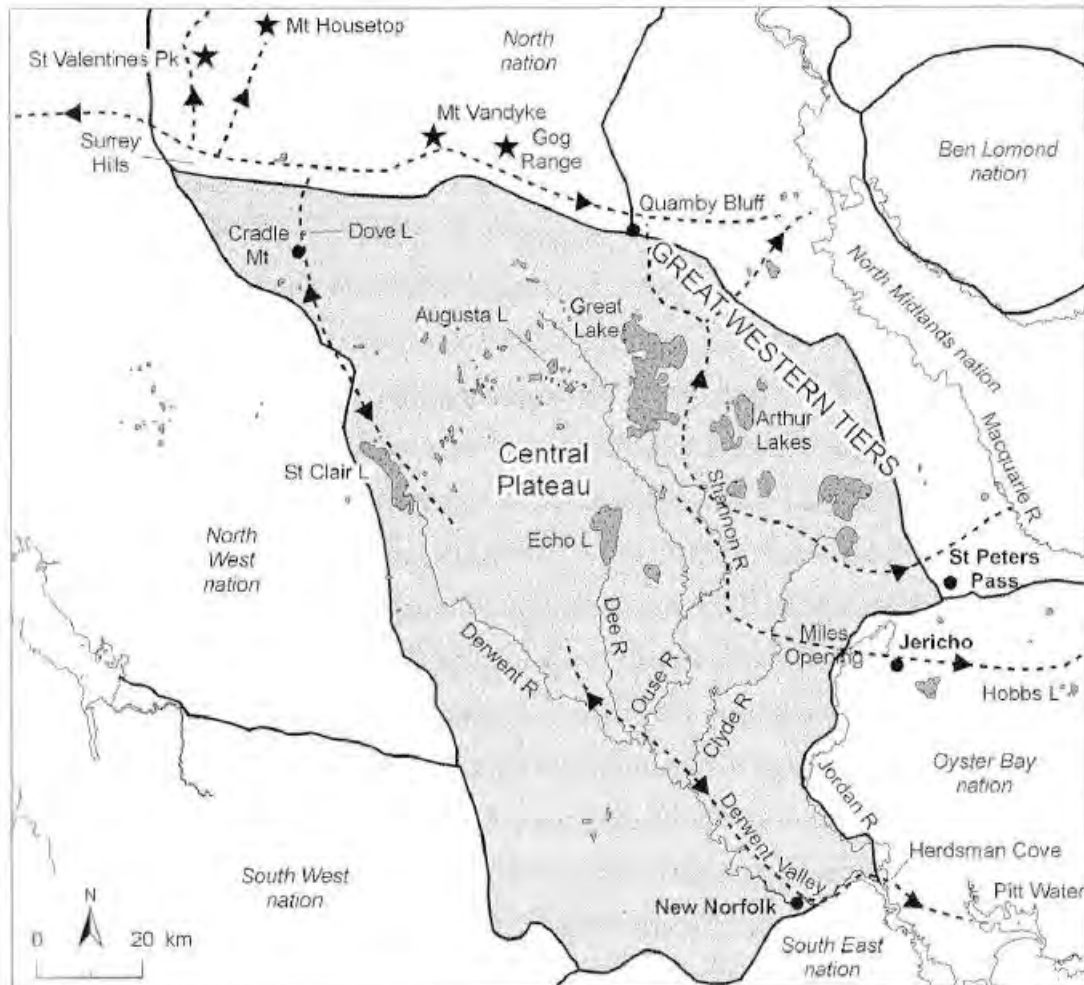 Mt Housetop
St Valentines Pk
North
nation
Mt Vandyke
Gog
Range
Surrey
Hills
Ben Lomond
nation
Quamby Bluff
Cradle
Mt
Dove L
GREAT WESTERN TIERS
North Midlands nation
Augusta L
Great
Lake
Arthur
Lakes
Macquarie R
Central
Plateau
St Clair L
Shannon R
Echo L
North
West
nation
St Peters
Pass
Dee R
Miles
Opening
Jericho
Derwent R
Ouse R
Clyde R
Hobbs L
Oyster Bay
nation
Jordan R
Derwent Valley
Herdsman Cove
South West
nation
Pitt Water
New Norfolk
N
South East
nation
0 20 km